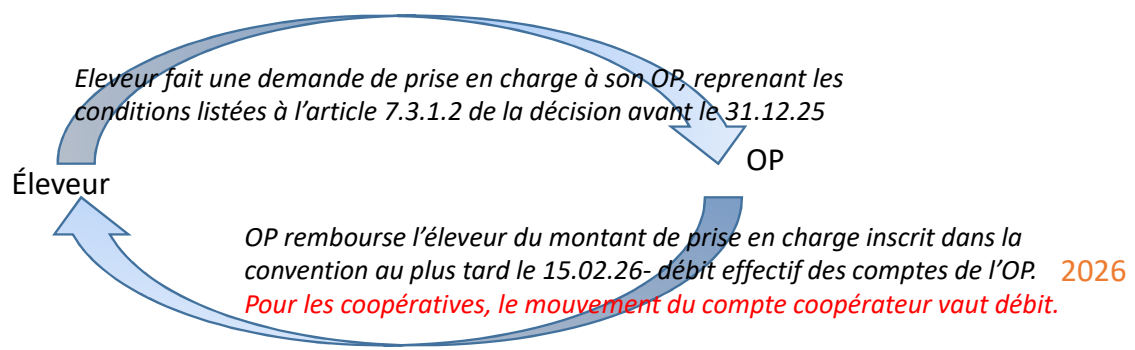 Eleveur fait une demande de prise en charge à son OP, reprenant les
conditions listées à l'article 7.3.1.2 de la décision avant le 31.12.25
OP
Éleveur
OP rembourse l'éleveur du montant de prise en charge inscrit dans la
convention au plus tard le 15.02.26- débit effectif des comptes de l'OP.
2026
Pour les coopératives, le mouvement du compte coopérateur vaut débit.